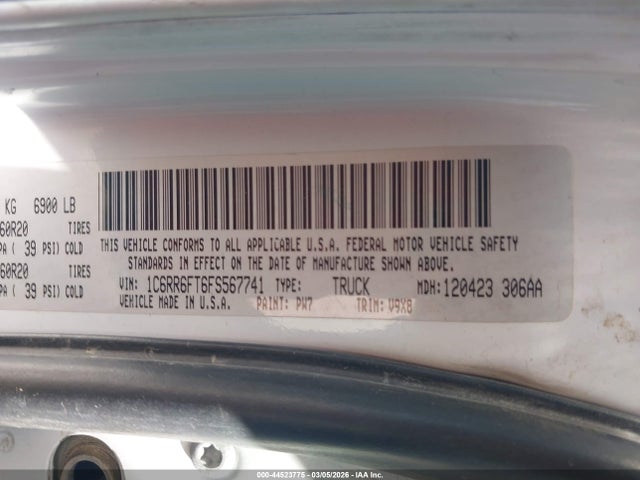 KG 6900 LB
60R20 TIRES
PA ( 39 PSI) COLD
60R20 TIRES
PA ( 39 PSI) COLD
THIS VEHICLE CONFORMS TO ALL APPLICABLE U.S.A. FEDERAL MOTOR VEHICLE SAFETY
STANDARDS IN EFFECT ON THE DATE OF MANUFACTURE SHOWN ABOVE.
VIN: 1C6RR6FT6FS567741 TYPE: TRUCK MDH: 120423 306AA
VEHICLE MADE IN U.S.A. PAINT: PW7 TRIM: V9X8
000-44523775 - 03/05/2026 - IAA Inc.